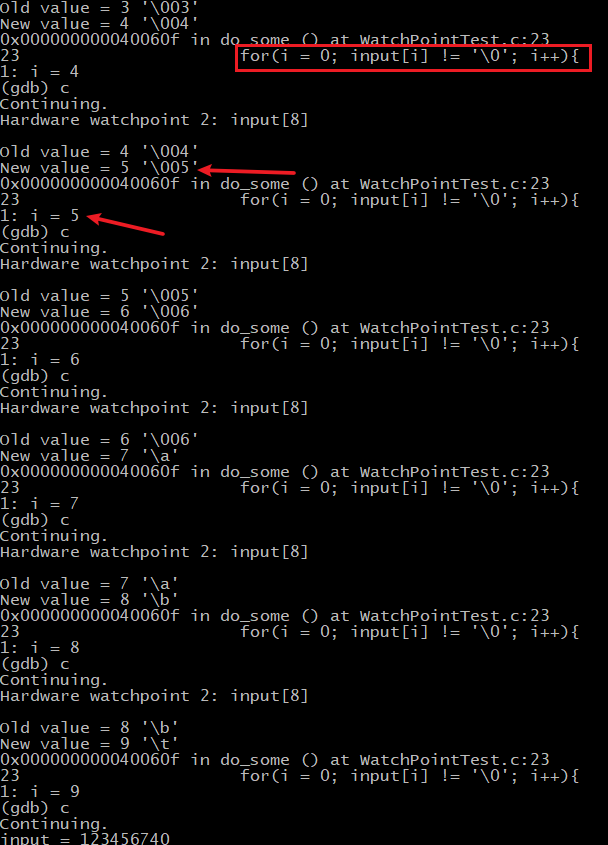 Old value = 3 '\003'
New value = 4 '\004'
0x000000000040060f in do_some () at WatchPointTest.c:23
23                      for(i = 0; input[i] != '\0'; i++){
1: i = 4
(gdb) c
Continuing.
Hardware watchpoint 2: input[8]

Old value = 4 '\004'
New value = 5 '\005'
0x000000000040060f in do_some () at WatchPointTest.c:23
23                      for(i = 0; input[i] != '\0'; i++){
1: i = 5
(gdb) c
Continuing.
Hardware watchpoint 2: input[8]

Old value = 5 '\005'
New value = 6 '\006'
0x000000000040060f in do_some () at WatchPointTest.c:23
23                      for(i = 0; input[i] != '\0'; i++){
1: i = 6
(gdb) c
Continuing.
Hardware watchpoint 2: input[8]

Old value = 6 '\006'
New value = 7 '\a'
0x000000000040060f in do_some () at WatchPointTest.c:23
23                      for(i = 0; input[i] != '\0'; i++){
1: i = 7
(gdb) c
Continuing.
Hardware watchpoint 2: input[8]

Old value = 7 '\a'
New value = 8 '\b'
0x000000000040060f in do_some () at WatchPointTest.c:23
23                      for(i = 0; input[i] != '\0'; i++){
1: i = 8
(gdb) c
Continuing.
Hardware watchpoint 2: input[8]

Old value = 8 '\b'
New value = 9 '\t'
0x000000000040060f in do_some () at WatchPointTest.c:23
23                      for(i = 0; input[i] != '\0'; i++){
1: i = 9
(gdb) c
Continuing.
input = 123456740